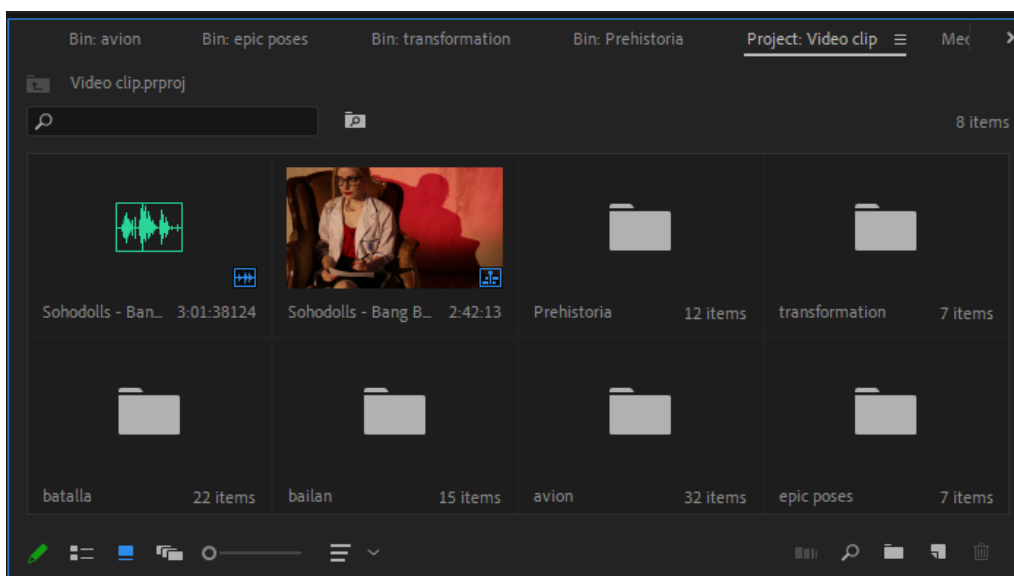 Bin: avion Bin: epic poses Bin: transformation Bin: Prehistoria Project: Video clip Mec
Video clip.prproj
8 items
Sohodolls - Ban... 3:01:38124 Sohodolls - Bang B... 2:42:13 Prehistoria 12 items transformation 7 items
batalla 22 items bailan 15 items avion 32 items epic poses 7 items